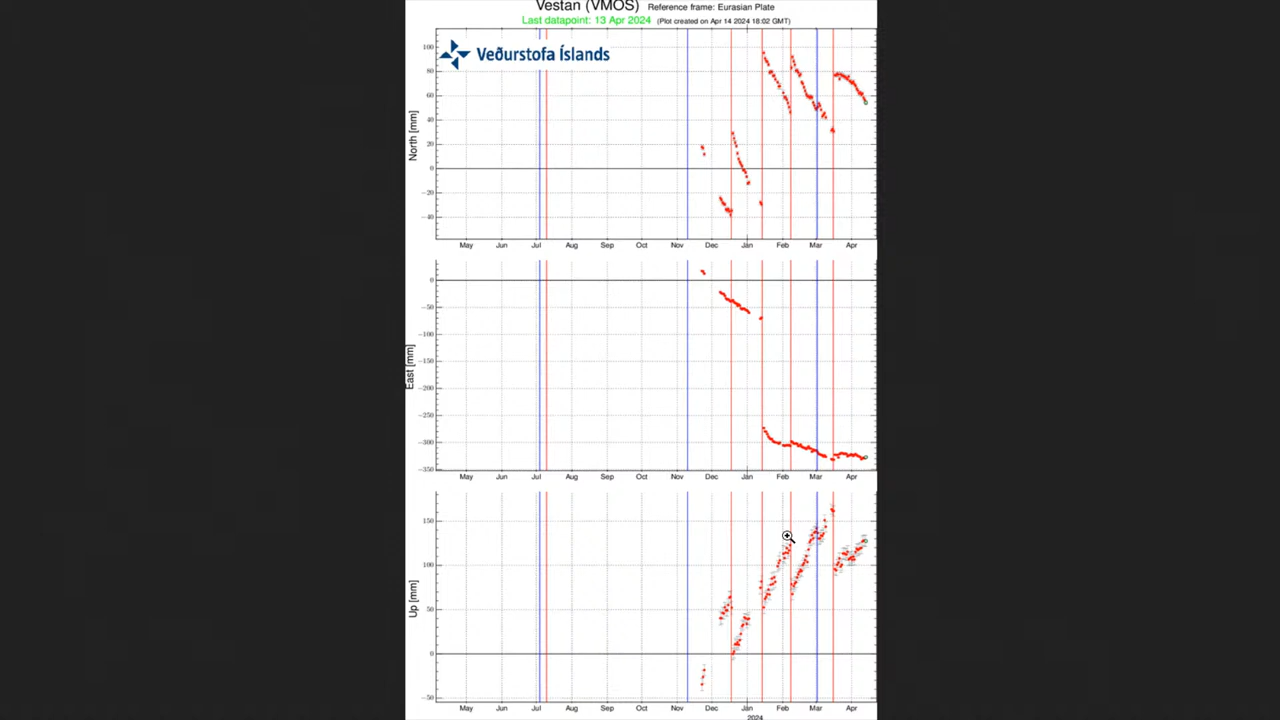 Vestan (VMOS) Reference frame: Eurasian Plate
Last datapoint: 13 Apr 2024 (Plot created on Apr 14 2024 18:02 GMT)
Veðurstofa Íslands
North [mm]
100
80
60
40
20
0
−20
−40
May Jun Jul Aug Sep Oct Nov Dec Jan Feb Mar Apr
East [mm]
0
−50
−100
−150
−200
−250
−300
−350
May Jun Jul Aug Sep Oct Nov Dec Jan Feb Mar Apr
Up [mm]
150
100
50
0
−50
May Jun Jul Aug Sep Oct Nov Dec Jan Feb Mar Apr
2024